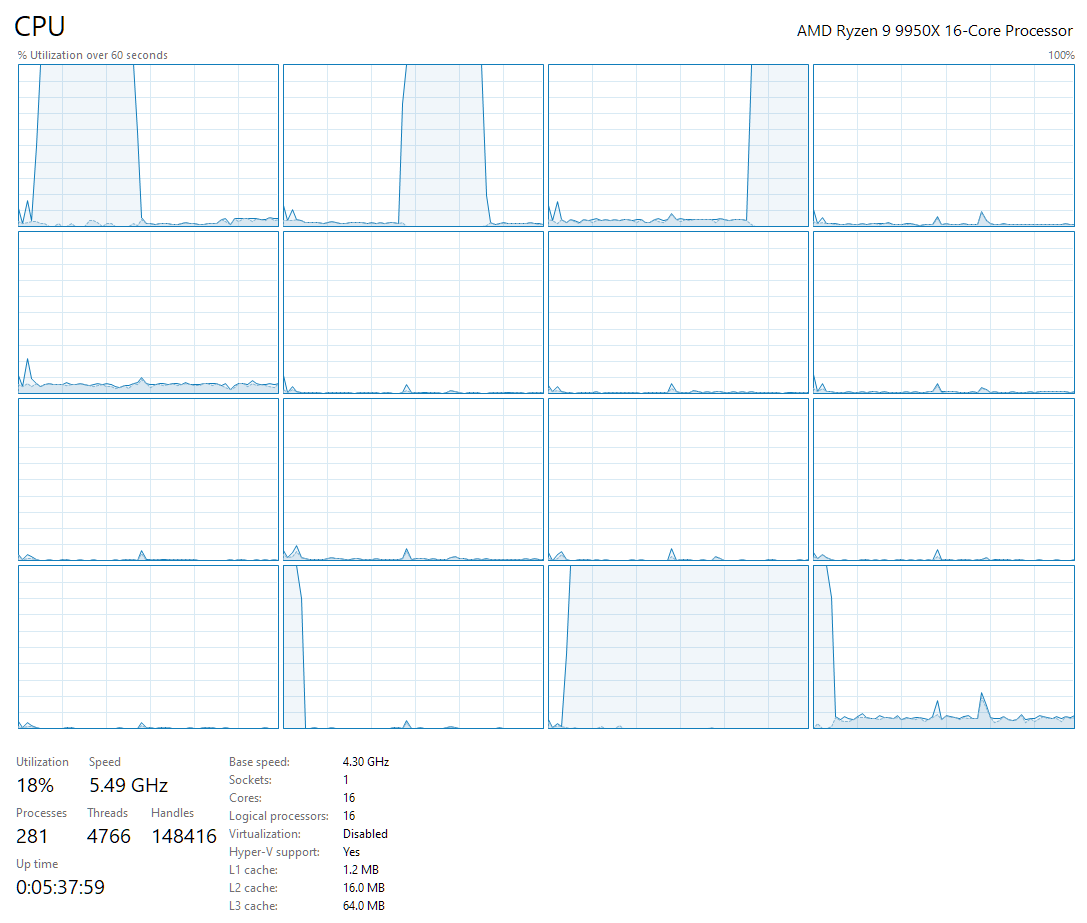 CPU
AMD Ryzen 9 9950X 16-Core Processor
% Utilization over 60 seconds
100%
Utilization Speed
18% 5.49 GHz
Processes Threads Handles
281 4766 148416
Up time
0:05:37:59
Base speed: 4.30 GHz
Sockets: 1
Cores: 16
Logical processors: 16
Virtualization: Disabled
Hyper-V support: Yes
L1 cache: 1.2 MB
L2 cache: 16.0 MB
L3 cache: 64.0 MB